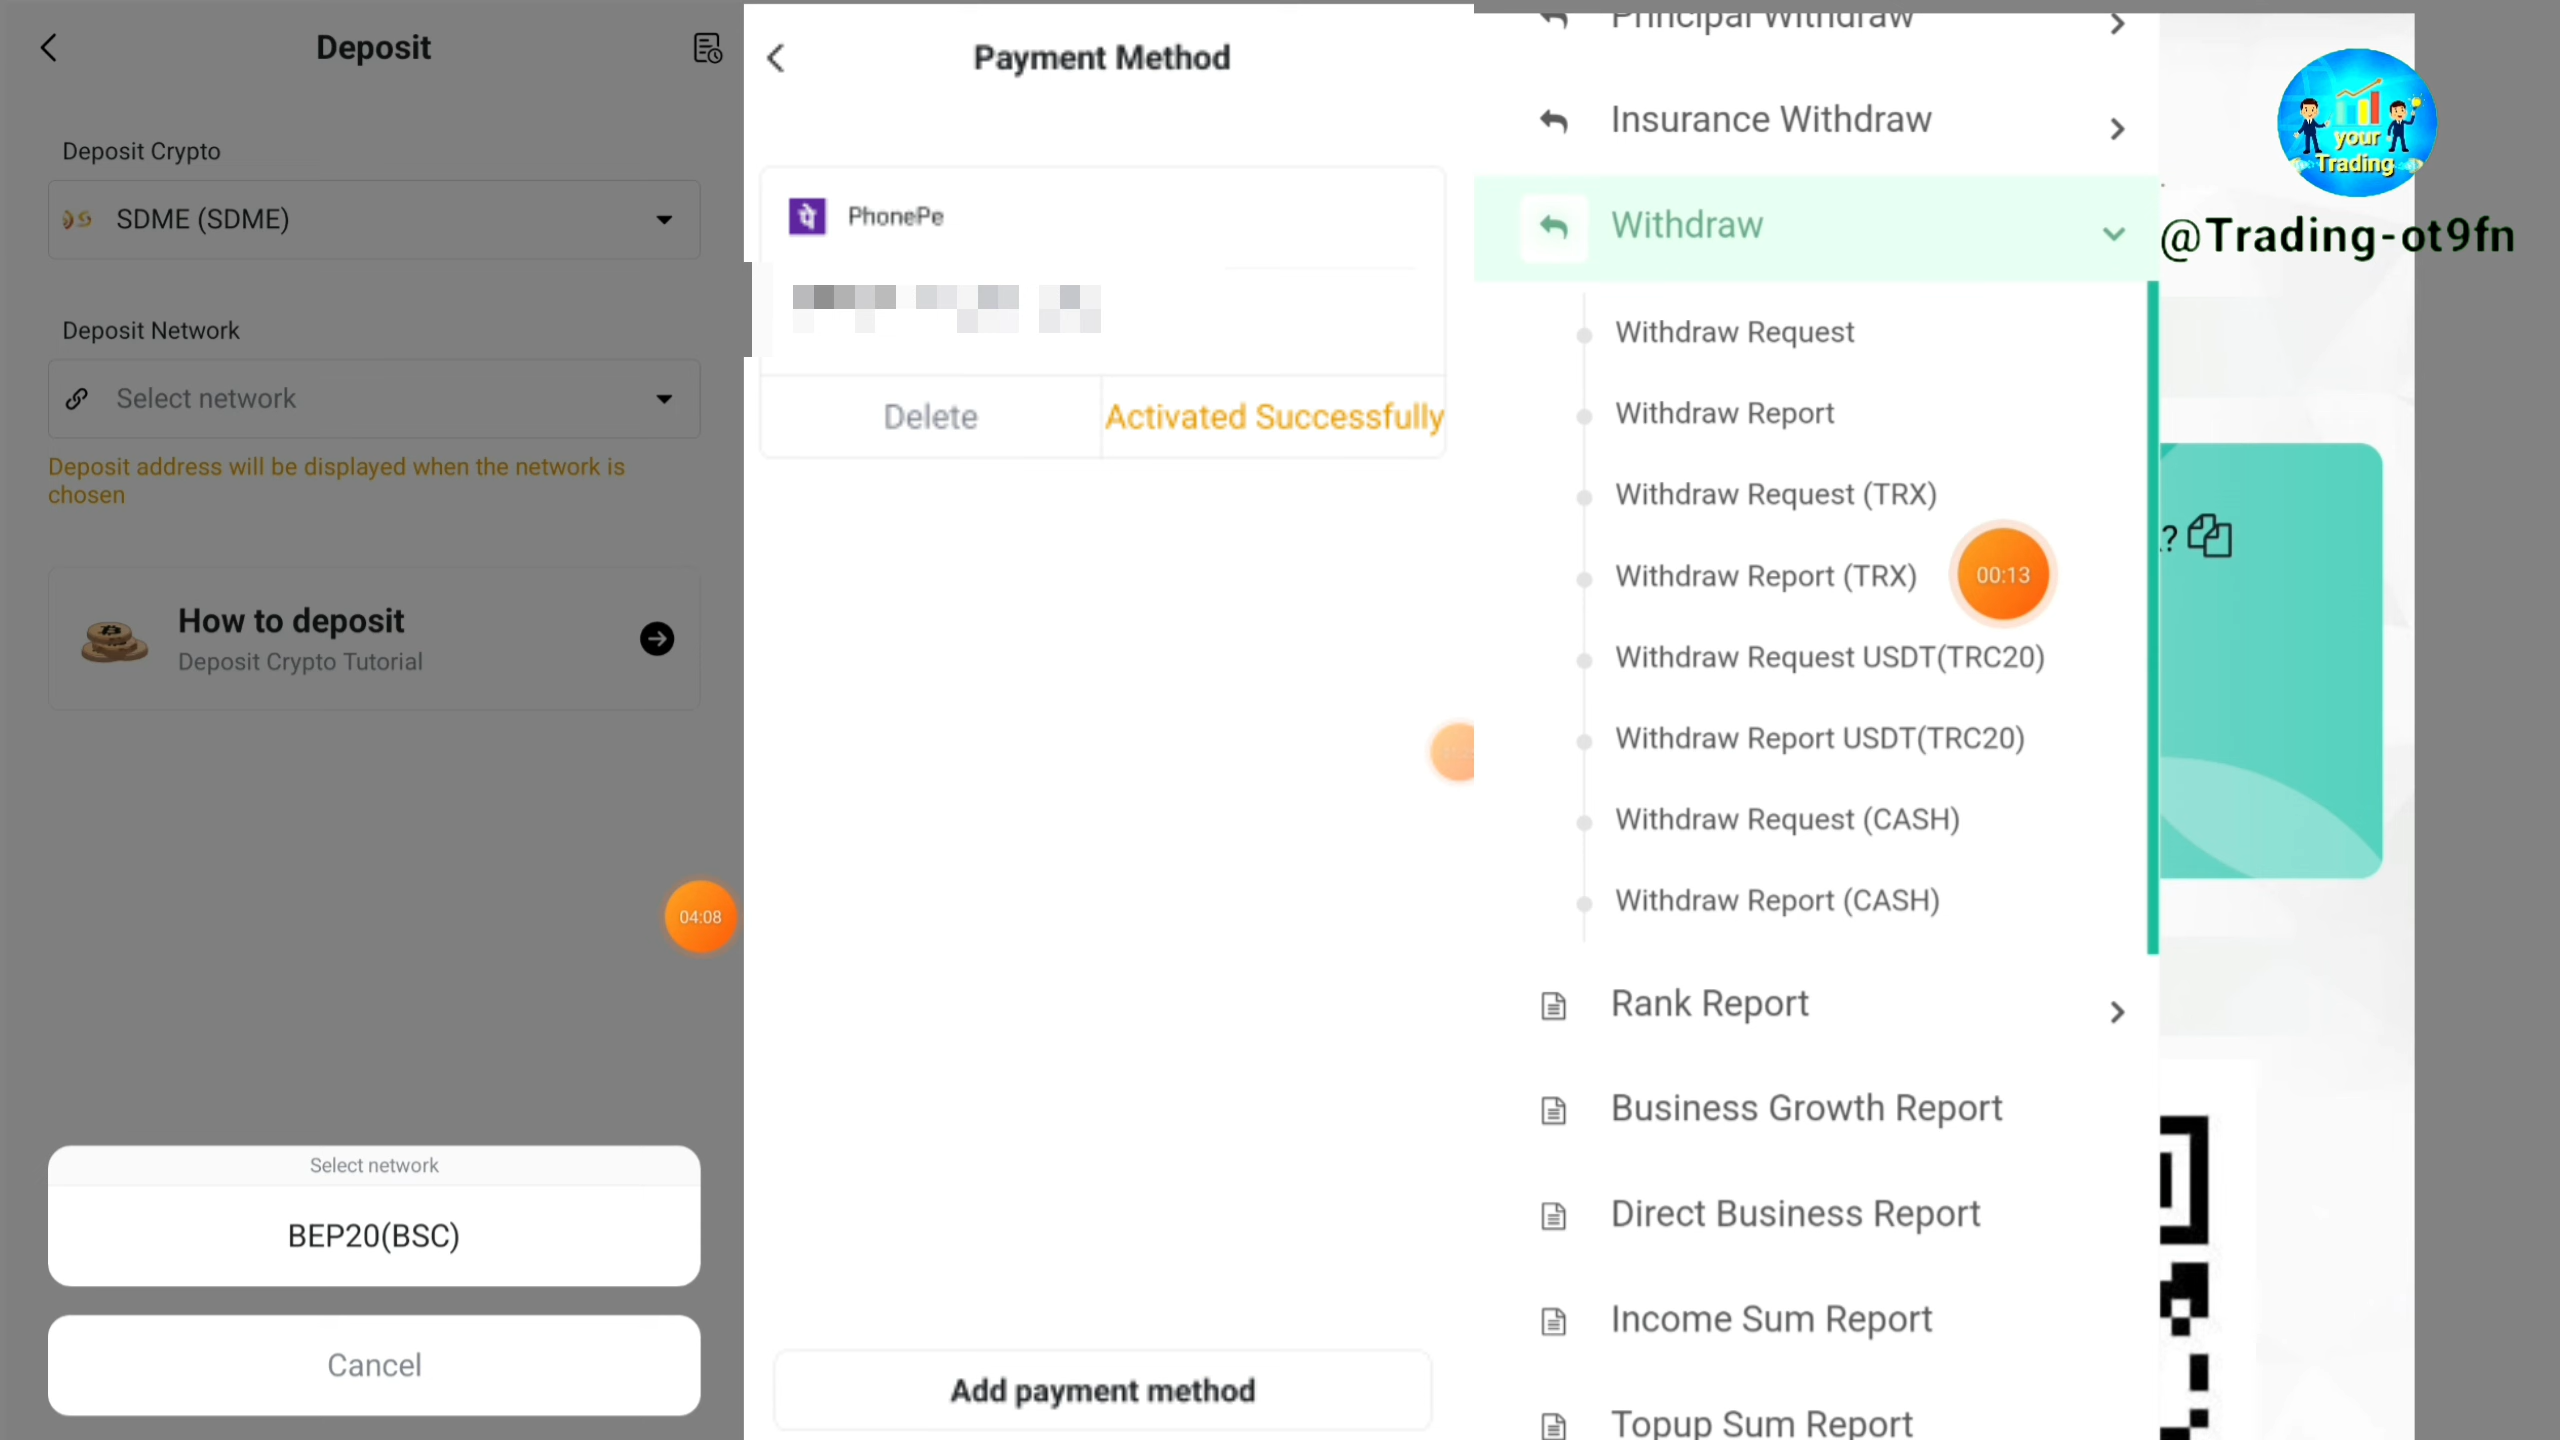 Deposit
Deposit Crypto
SDME (SDME)
Deposit Network
Select network
Deposit address will be displayed when the network is
chosen
How to deposit
Deposit Crypto Tutorial
04:08
Select network
BEP20(BSC)
Cancel
Payment Method
पे
PhonePe
Delete
Activated Successfully
Add payment method
Principal Withdraw
Insurance Withdraw
Withdraw
Withdraw Request
Withdraw Report
Withdraw Request (TRX)
Withdraw Report (TRX)
00:13
Withdraw Request USDT(TRC20)
Withdraw Report USDT(TRC20)
Withdraw Request (CASH)
Withdraw Report (CASH)
Rank Report
Business Growth Report
Direct Business Report
Income Sum Report
Topup Sum Report
your
Trading
@Trading-ot9fn
?